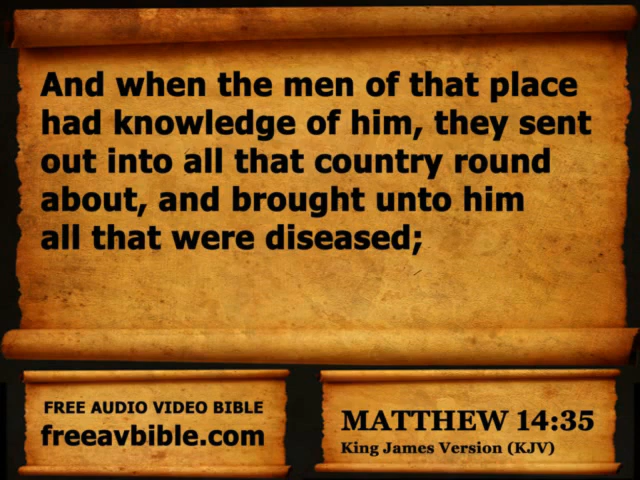 And when the men of that place
had knowledge of him, they sent
out into all that country round
about, and brought unto him
all that were diseased;
FREE AUDIO VIDEO BIBLE
freeavbible.com
MATTHEW 14:35
King James Version (KJV)